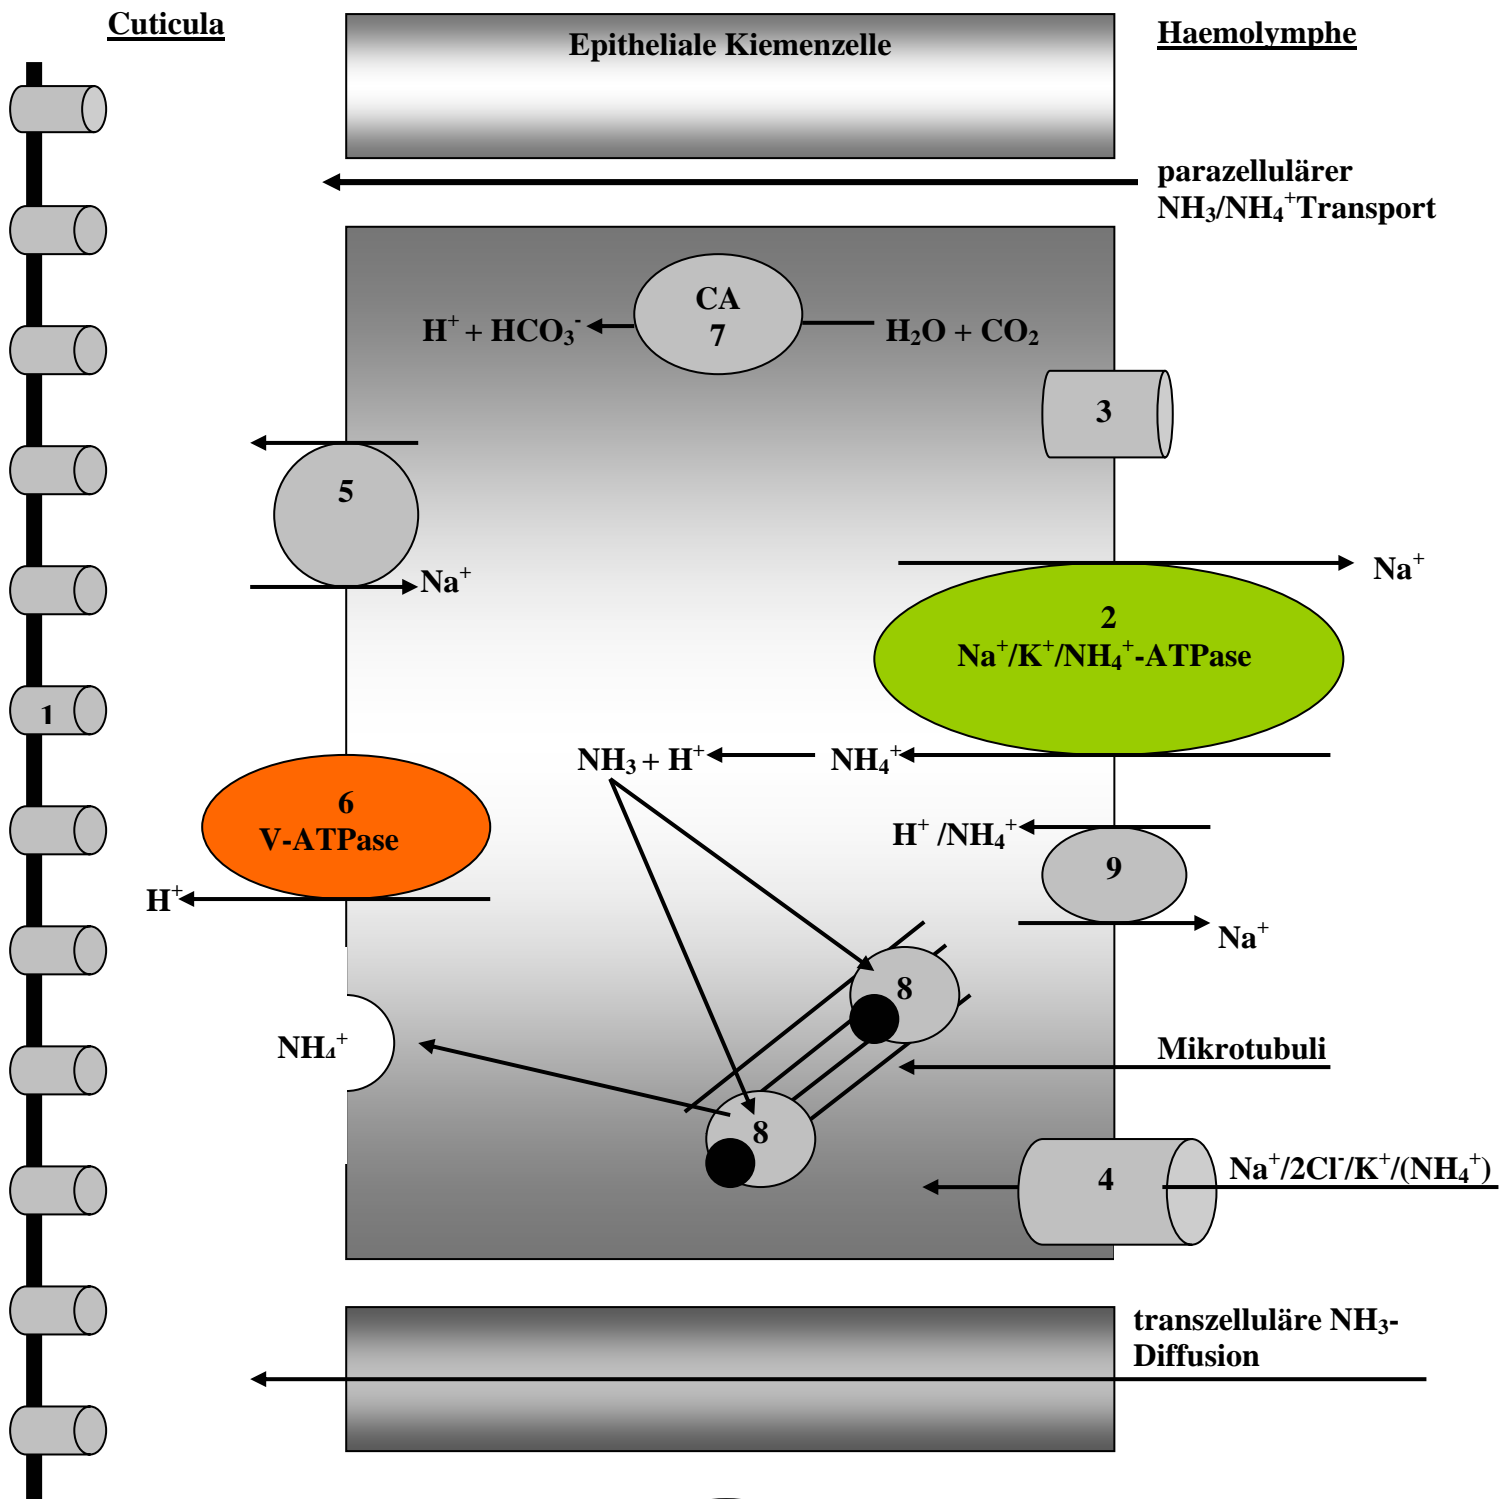 Cuticula
Epitheliale Kiemenzelle
Haemolymphe
parazellulärer
NH₃/NH₄⁺Transport
CA
7
H⁺ + HCO₃⁻
H₂O + CO₂
3
5
Na⁺
Na⁺
2
Na⁺/K⁺/NH₄⁺-ATPase
1
NH₃ + H⁺
NH₄⁺
6
V-ATPase
H⁺ /NH₄⁺
9
H⁺
Na⁺
8
NH₄⁺
Mikrotubuli
8
4
Na⁺/2Cl⁻/K⁺/(NH₄⁺)
transzelluläre NH₃-
Diffusion